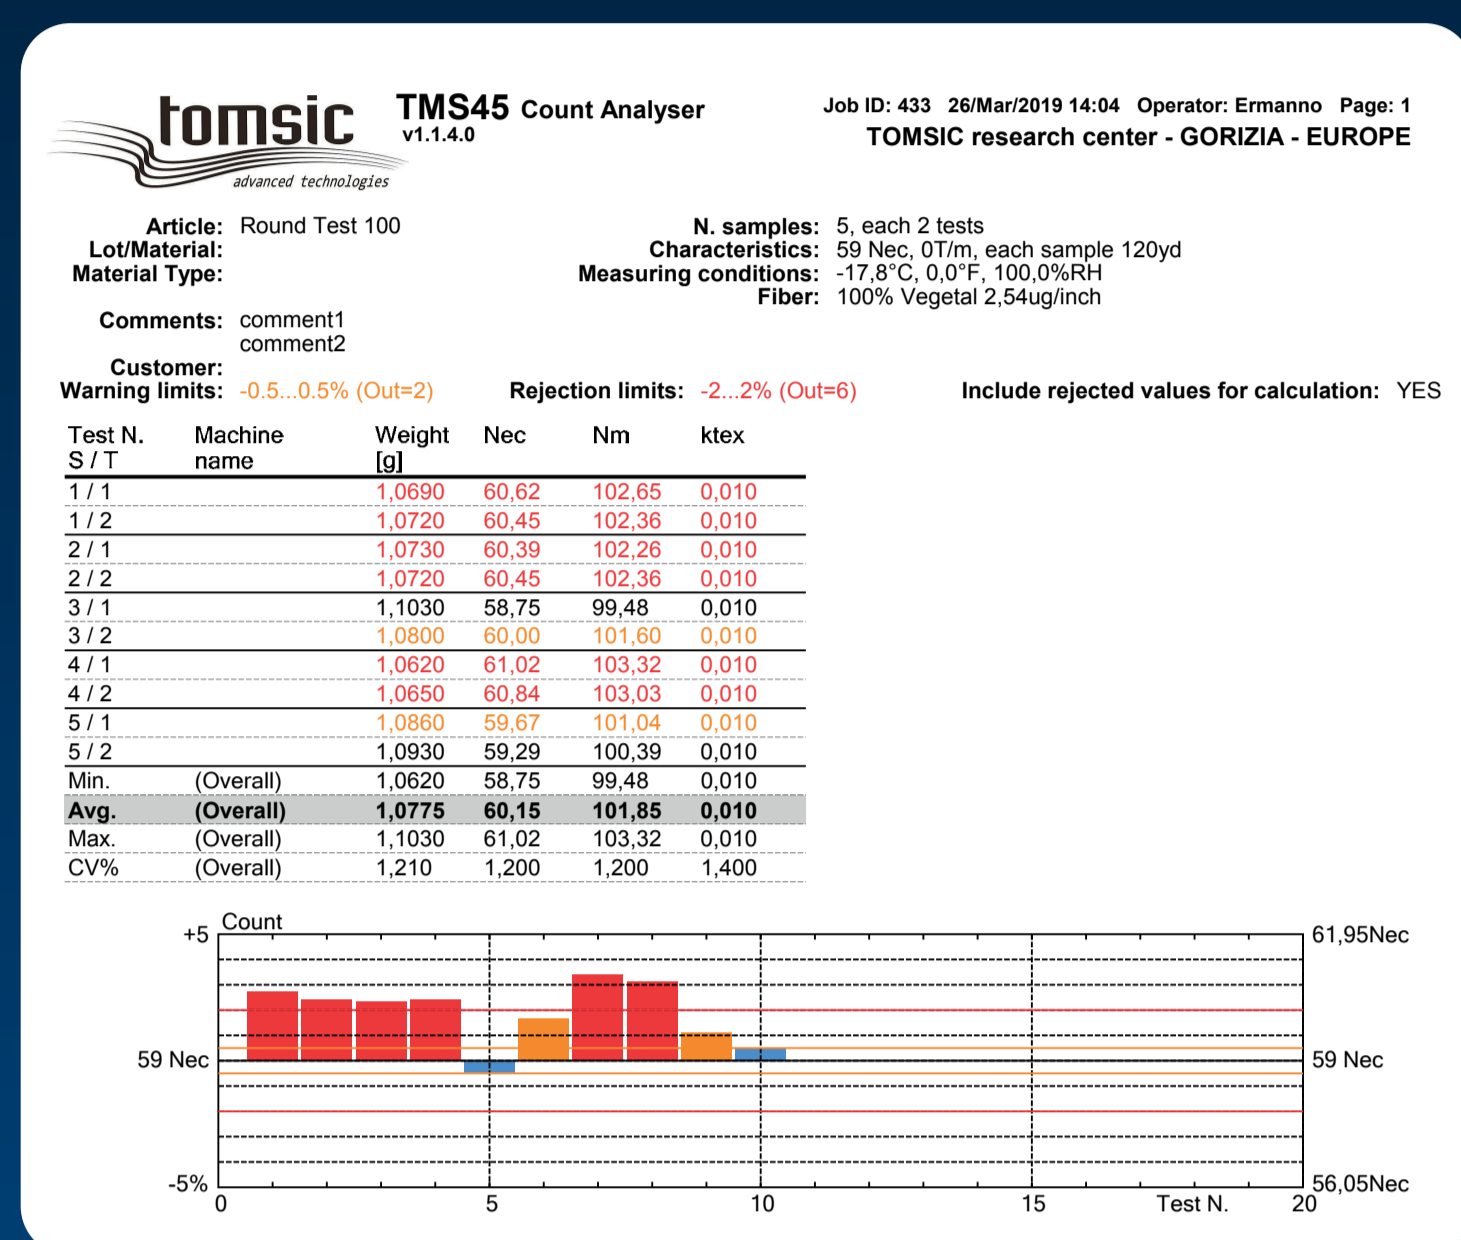 tomsic
advanced technologies
TMS45 Count Analyser
v1.1.4.0
Job ID: 433 26/Mar/2019 14:04 Operator: Ermanno Page: 1
TOMSIC research center - GORIZIA - EUROPE
Article: Round Test 100
Lot/Material:
Material Type:
Comments: comment1
comment2
Customer:
N. samples: 5, each 2 tests
Characteristics: 59 Nec, 0T/m, each sample 120yd
Measuring conditions: -17,8°C, 0,0°F, 100,0%RH
Fiber: 100% Vegetal 2,54ug/inch
Warning limits: -0.5...0.5% (Out=2) Rejection limits: -2...2% (Out=6) Include rejected values for calculation: YES
Test N. Machine Weight Nec Nm ktex
S / T name [g]
1 / 1 1,0690 60,62 102,65 0,010
1 / 2 1,0720 60,45 102,36 0,010
2 / 1 1,0730 60,39 102,26 0,010
2 / 2 1,0720 60,45 102,36 0,010
3 / 1 1,1030 58,75 99,48 0,010
3 / 2 1,0800 60,00 101,60 0,010
4 / 1 1,0620 61,02 103,32 0,010
4 / 2 1,0650 60,84 103,03 0,010
5 / 1 1,0860 59,67 101,04 0,010
5 / 2 1,0930 59,29 100,39 0,010
Min. (Overall) 1,0620 58,75 99,48 0,010
Avg. (Overall) 1,0775 60,15 101,85 0,010
Max. (Overall) 1,1030 61,02 103,32 0,010
CV% (Overall) 1,210 1,200 1,200 1,400
Count
+5 61,95Nec
59 Nec 59 Nec
-5% 56,05Nec
0 5 10 15 Test N. 20